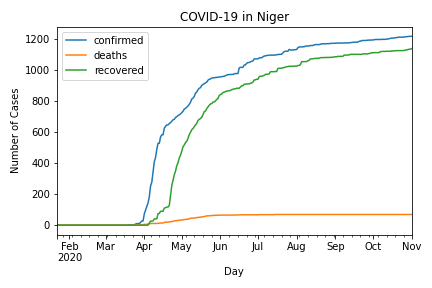 COVID-19 in Niger
confirmed
deaths
recovered
Number of Cases
1200
1000
800
600
400
200
0
Feb Mar Apr May Jun Jul Aug Sep Oct Nov
2020
Day